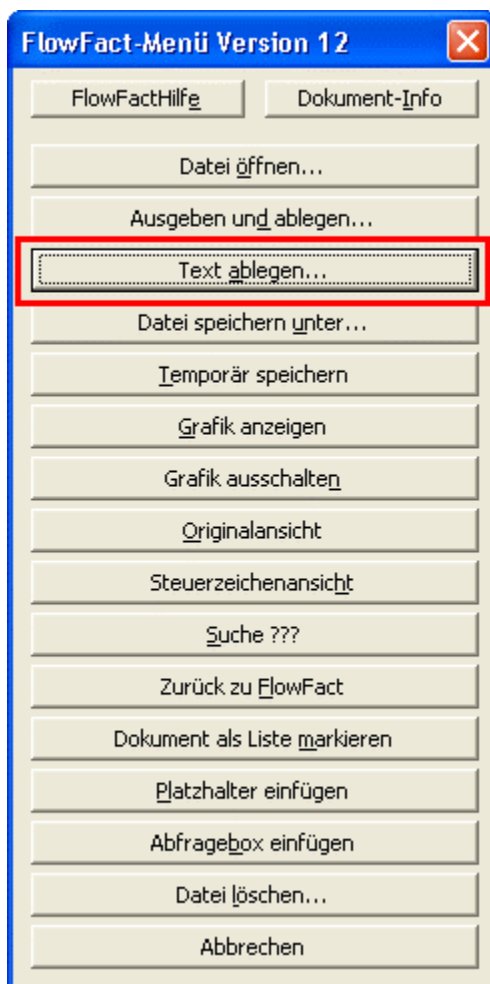 FlowFact-Menü Version 12
FlowFactHilfe
Dokument-Info
Datei öffnen...
Ausgeben und ablegen...
Text ablegen...
Datei speichern unter...
Temporär speichern
Grafik anzeigen
Grafik ausschalten
Originalansicht
Steuerzeichenansicht
Suche ???
Zurück zu FlowFact
Dokument als Liste markieren
Platzhalter einfügen
Abfragebox einfügen
Datei löschen...
Abbrechen